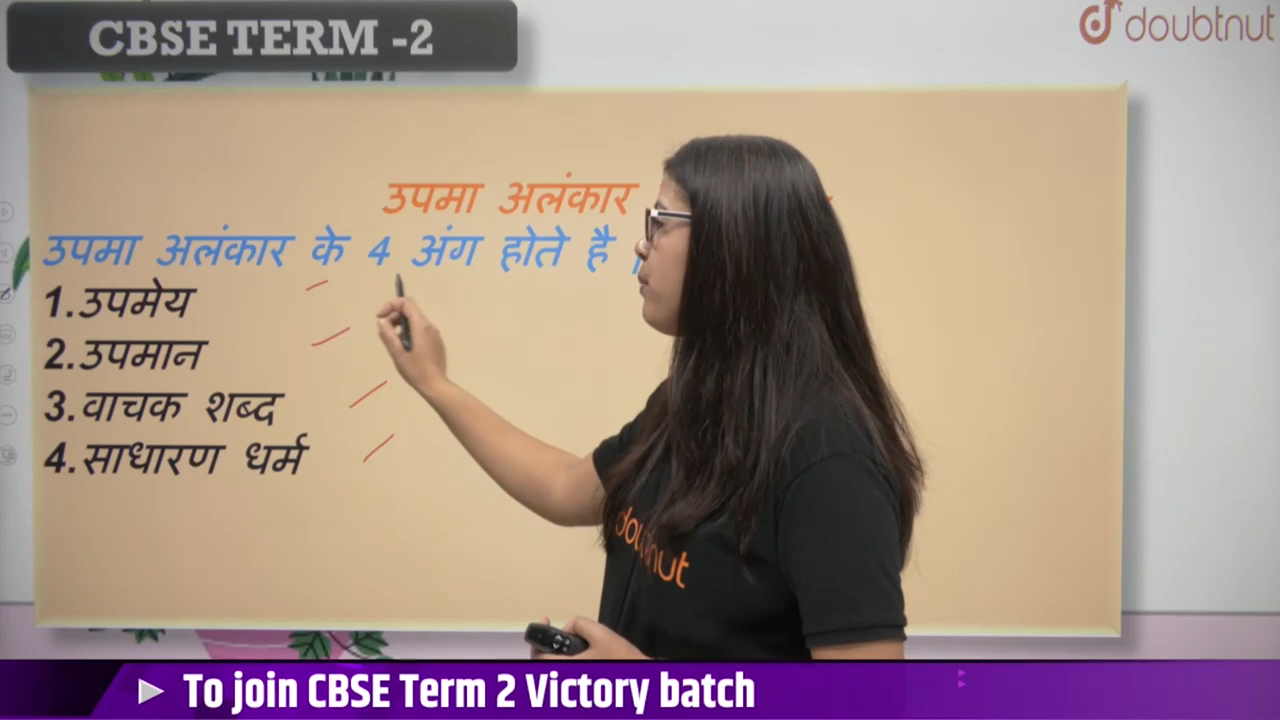 CBSE TERM -2
doubtnut
उपमा अलंकार
उपमा अलंकार के 4 अंग होते है ।
1.उपमेय
2.उपमान
3.वाचक शब्द
4.साधारण धर्म
doubtnut
To join CBSE Term 2 Victory batch